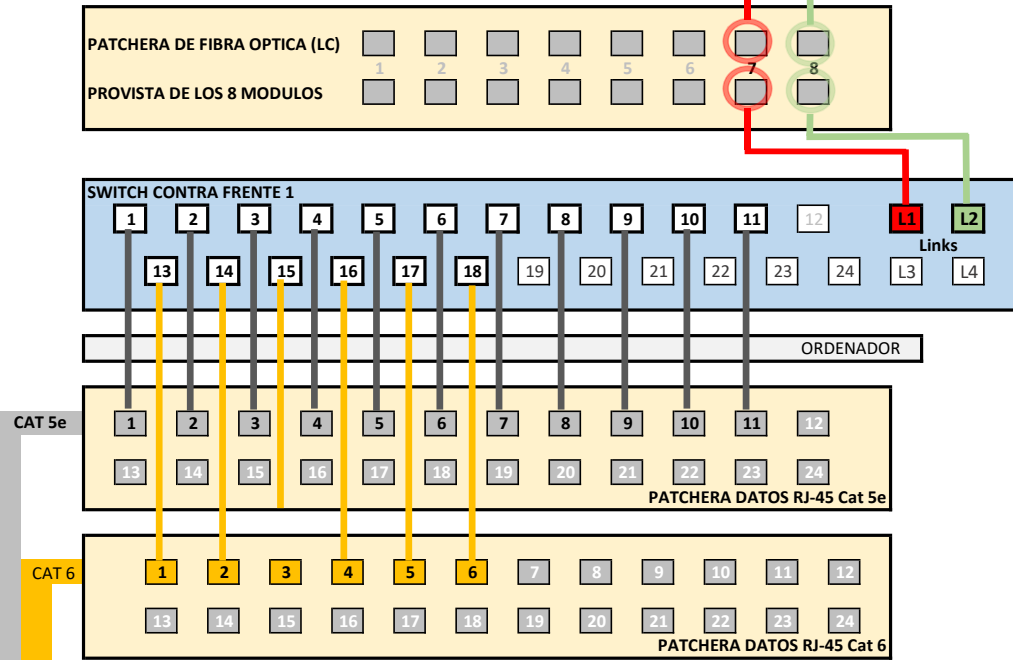 PATCHERA DE FIBRA OPTICA (LC)
1 2 3 4 5 6 7 8
PROVISTA DE LOS 8 MODULOS
SWITCH CONTRA FRENTE 1
1 2 3 4 5 6 7 8 9 10 11 12 L1 L2
Links
13 14 15 16 17 18 19 20 21 22 23 24 L3 L4
ORDENADOR
CAT 5e
1 2 3 4 5 6 7 8 9 10 11 12
13 14 15 16 17 18 19 20 21 22 23 24
PATCHERA DATOS RJ-45 Cat 5e
CAT 6
1 2 3 4 5 6 7 8 9 10 11 12
13 14 15 16 17 18 19 20 21 22 23 24
PATCHERA DATOS RJ-45 Cat 6